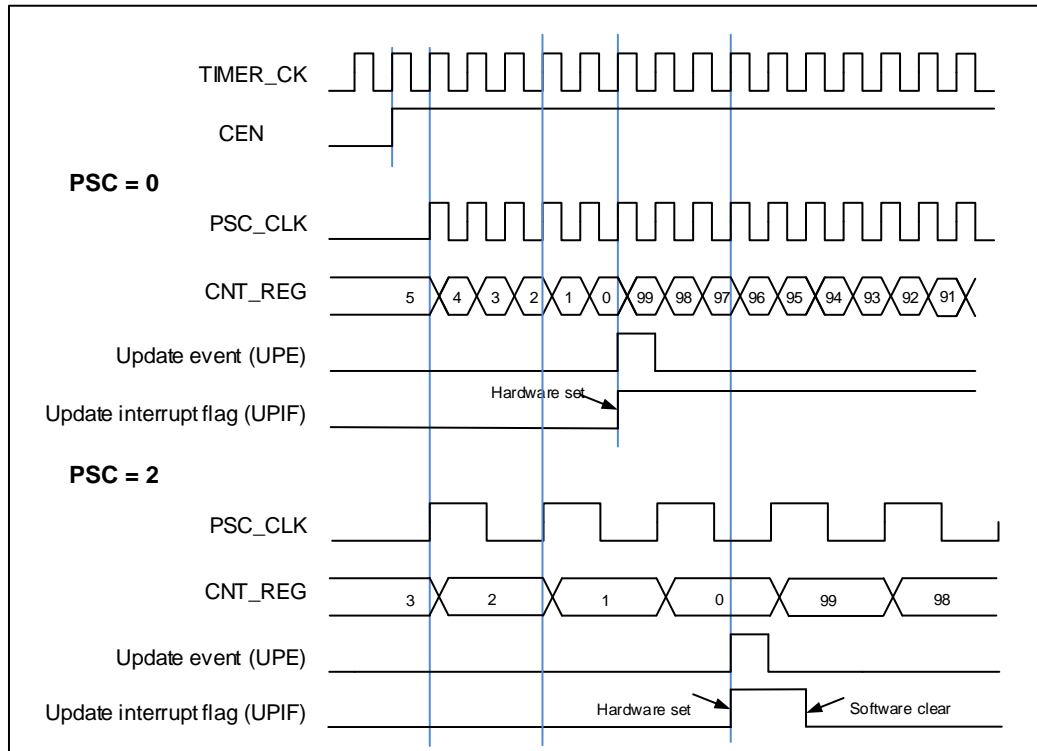 TIMER_CK
CEN
PSC = 0
PSC_CLK
CNT_REG 5 4 3 2 1 0 99 98 97 96 95 94 93 92 91
Update event (UPE)
Hardware set
Update interrupt flag (UPIF)
PSC = 2
PSC_CLK
CNT_REG 3 2 1 0 99 98
Update event (UPE)
Update interrupt flag (UPIF) Hardware set Software clear